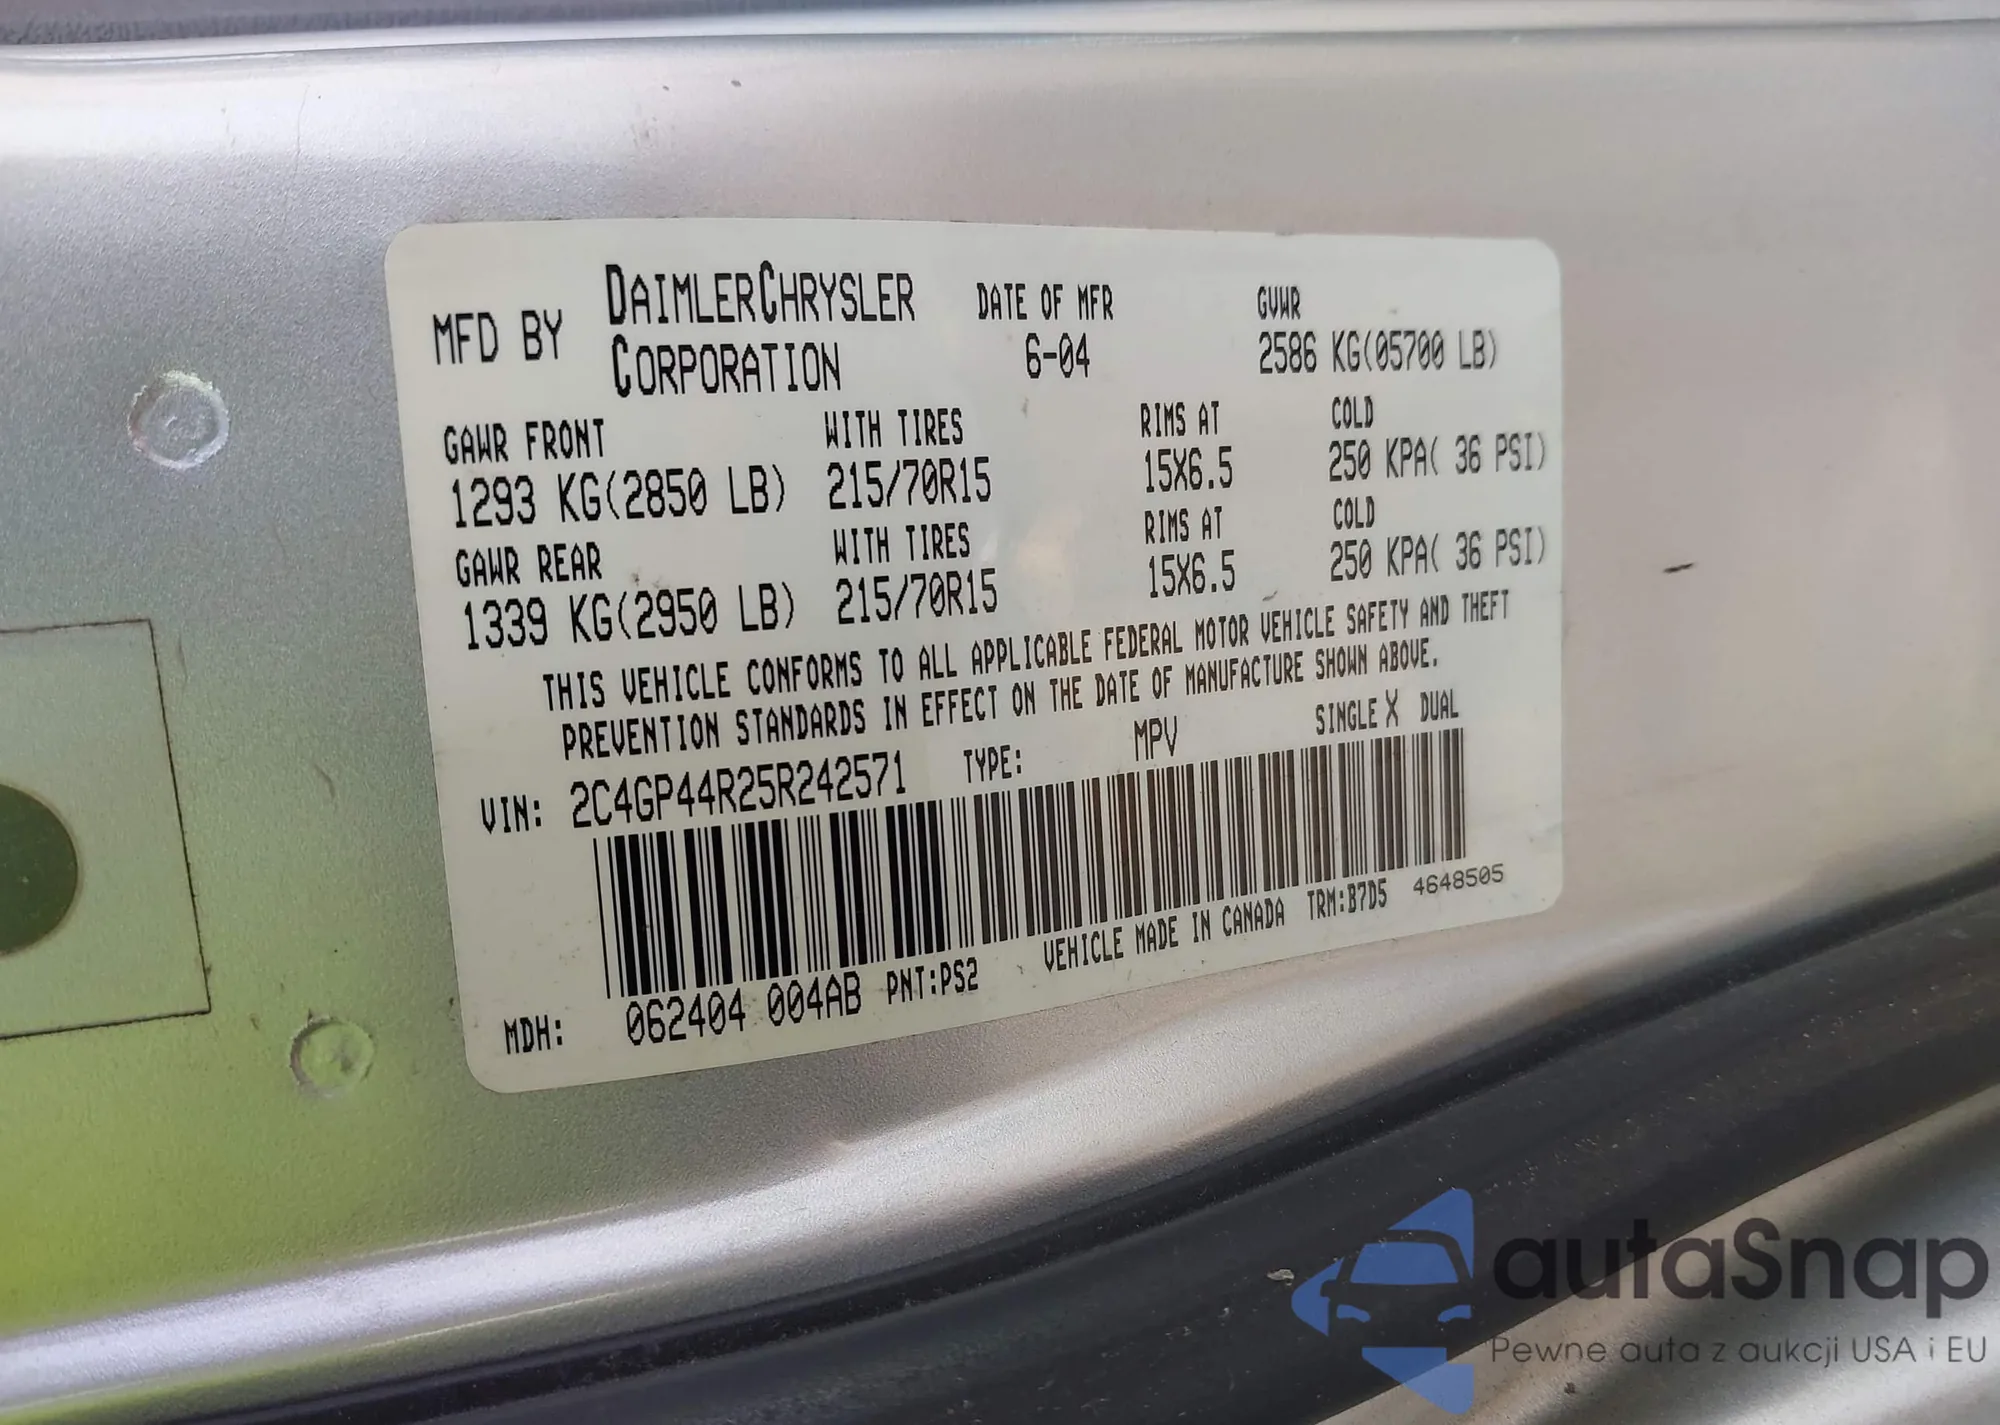 MFD BY DAIMLERCHRYSLER CORPORATION DATE OF MFR 6-04 GVWR 2586 KG(05700 LB)
GAWR FRONT WITH TIRES RIMS AT COLD
1293 KG(2850 LB) 215/70R15 15X6.5 250 KPA( 36 PSI)
GAWR REAR WITH TIRES RIMS AT COLD
1339 KG(2950 LB) 215/70R15 15X6.5 250 KPA( 36 PSI)
THIS VEHICLE CONFORMS TO ALL APPLICABLE FEDERAL MOTOR VEHICLE SAFETY AND THEFT
PREVENTION STANDARDS IN EFFECT ON THE DATE OF MANUFACTURE SHOWN ABOVE.
VIN: 2C4GP44R25R242571 TYPE: MPV SINGLE X DUAL
MDH: 062404 004AB PNT:PS2 VEHICLE MADE IN CANADA TRM:B7D5 4648505
autaSnap
Pewne auta z aukcji USA i EU